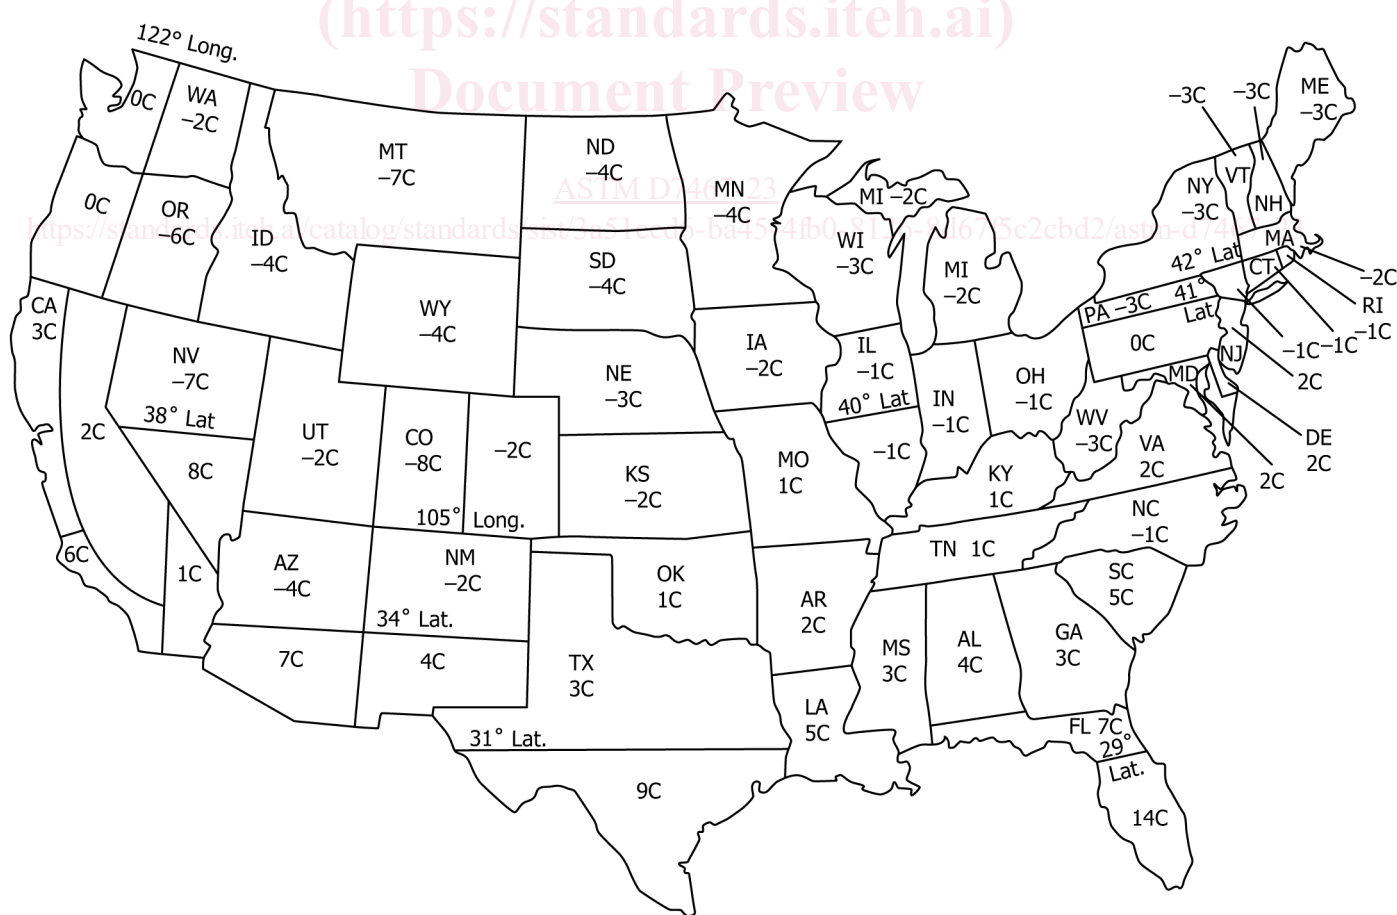 (https://standards.iteh.ai)
Document Preview
122° Long.
0C
WA
–2C
MT
–7C
ND
–4C
MN
–4C
ASTM D7467-23
MI –2C
–3C
–3C
ME
–3C
VT
NH
NY
–3C
0C
OR
–6C
ID
–4C
SD
–4C
WI
–3C
MI
–2C
MA
42° Lat
CT
–2C
RI
–1C
–1C
–1C
CA
3C
WY
–4C
PA –3C
41°
Lat
0C
NJ
2C
NV
–7C
38° Lat
IA
–2C
IL
–1C
40° Lat
–1C
IN
–1C
OH
–1C
NE
–3C
MD
WV
–3C
DE
2C
2C
2C
8C
UT
–2C
CO
–8C
–2C
105° Long.
KS
–2C
MO
1C
KY
1C
VA
2C
NC
–1C
TN 1C
6C
1C
AZ
–4C
NM
–2C
34° Lat.
OK
1C
AR
2C
SC
5C
7C
4C
TX
3C
31° Lat.
9C
LA
5C
MS
3C
AL
4C
GA
3C
FL 7C
29°
Lat.
14C